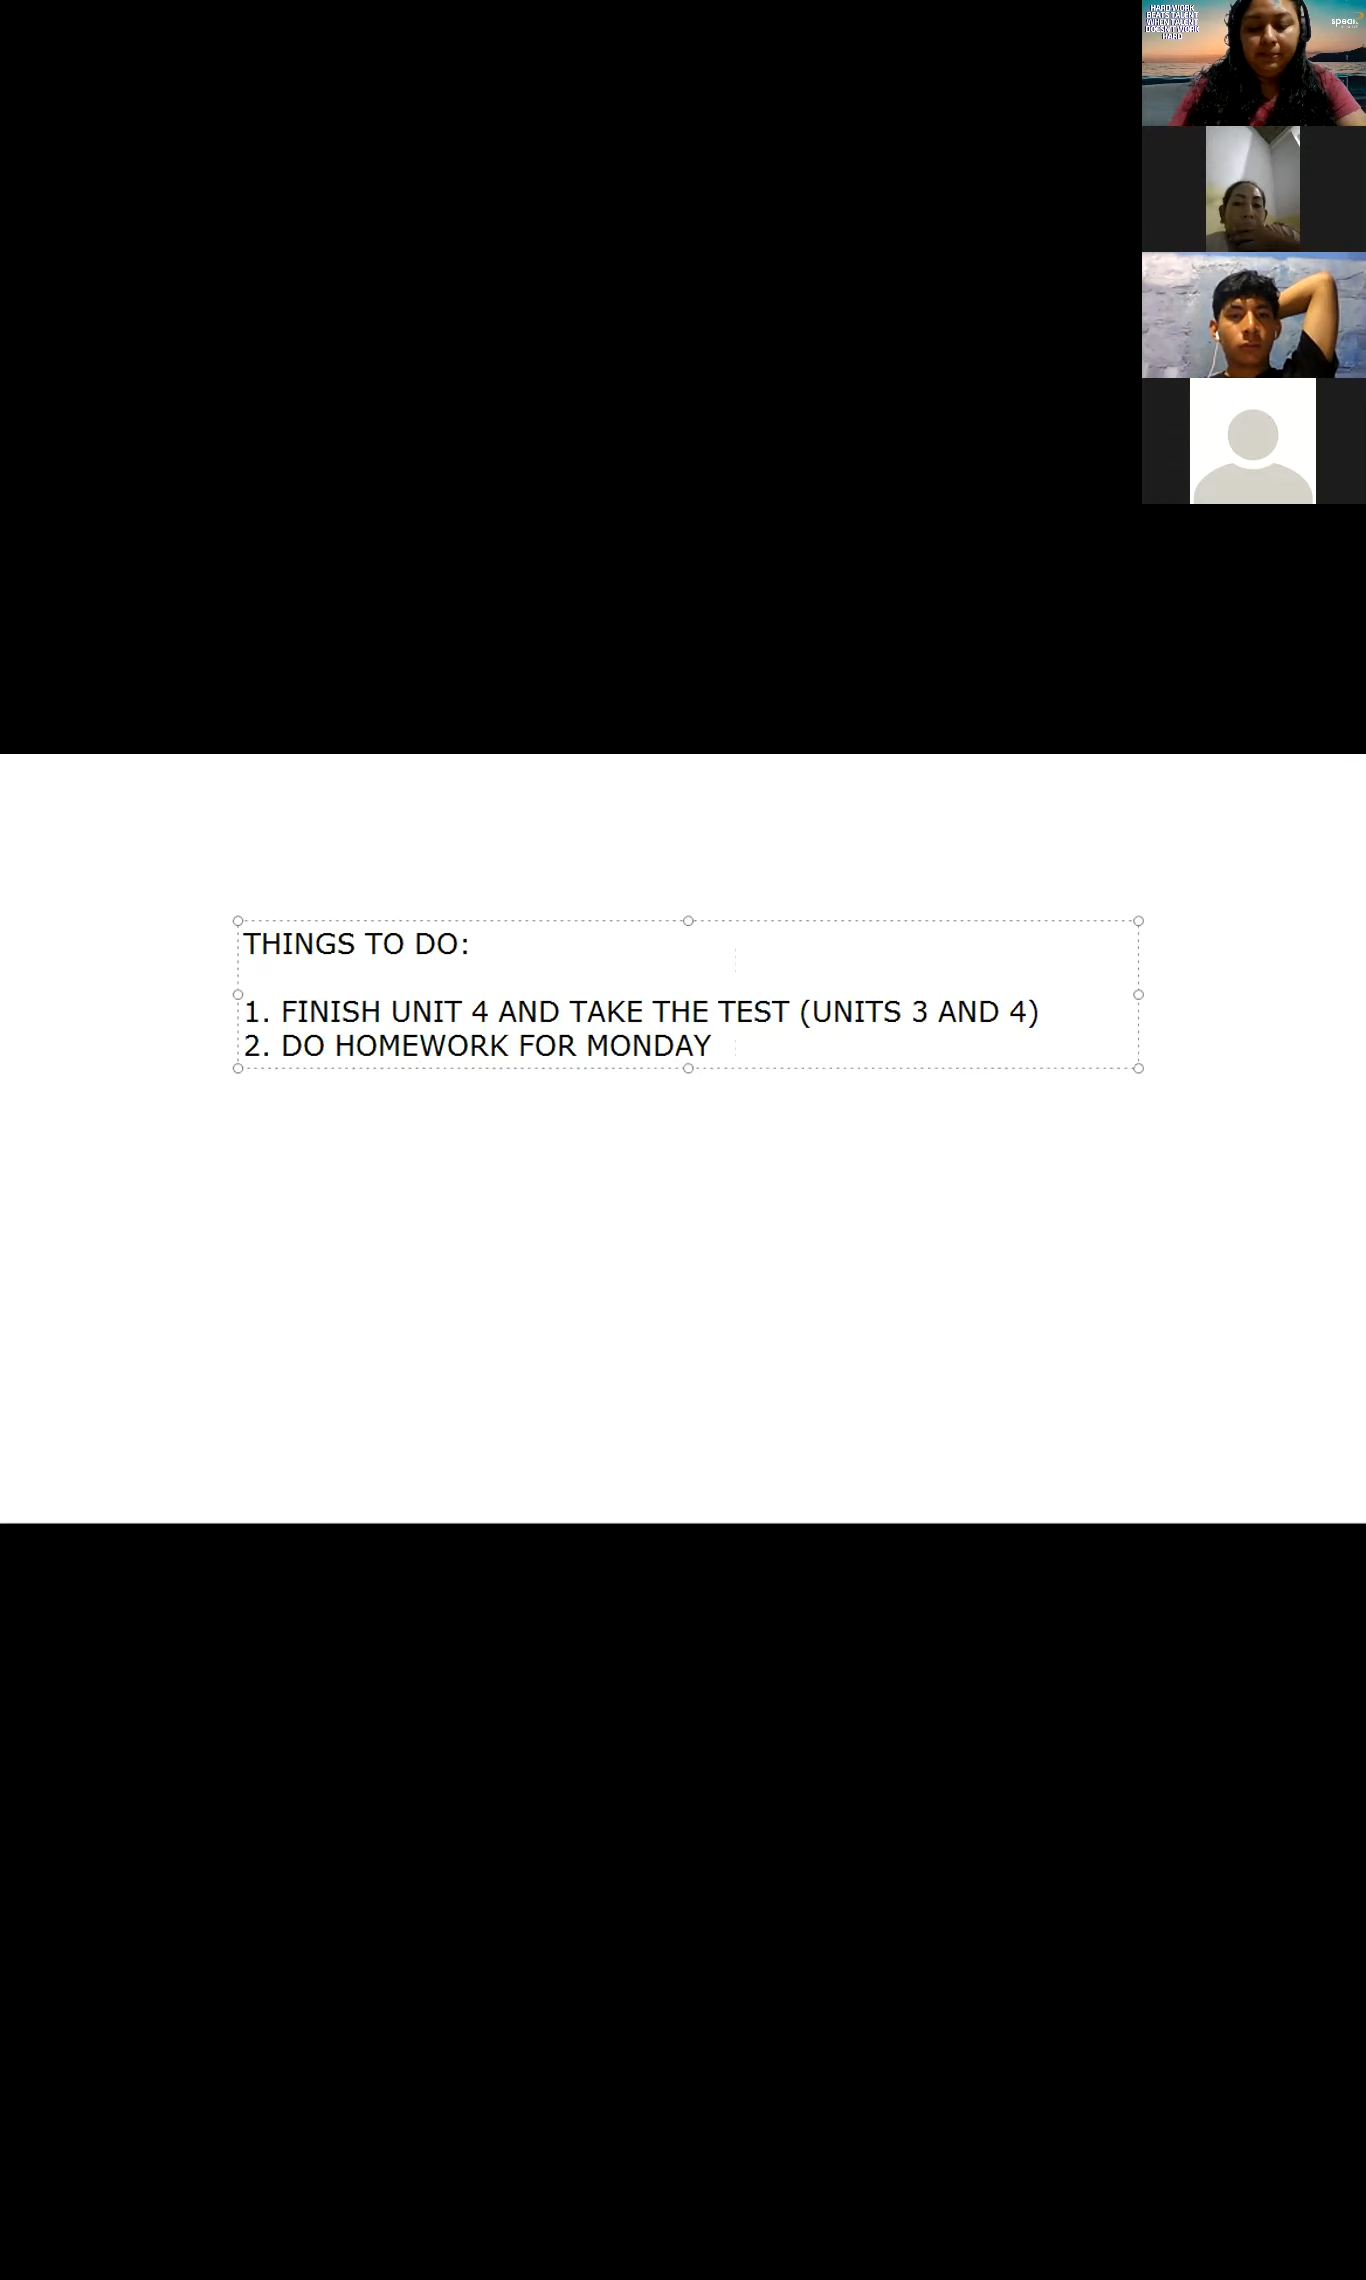 HARD WORK
BEATS TALENT
WHEN TALENT
DOESN'T WORK
HARD
THINGS TO DO:
1. FINISH UNIT 4 AND TAKE THE TEST (UNITS 3 AND 4)
2. DO HOMEWORK FOR MONDAY